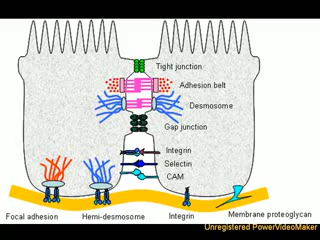 Tight junction
Adhesion belt
Desmosome
Gap junction
Integrin
Selectin
CAM
Focal adhesion
Hemi-desmosome
Integrin
Membrane proteoglycan
Unregistered PowerVideoMaker